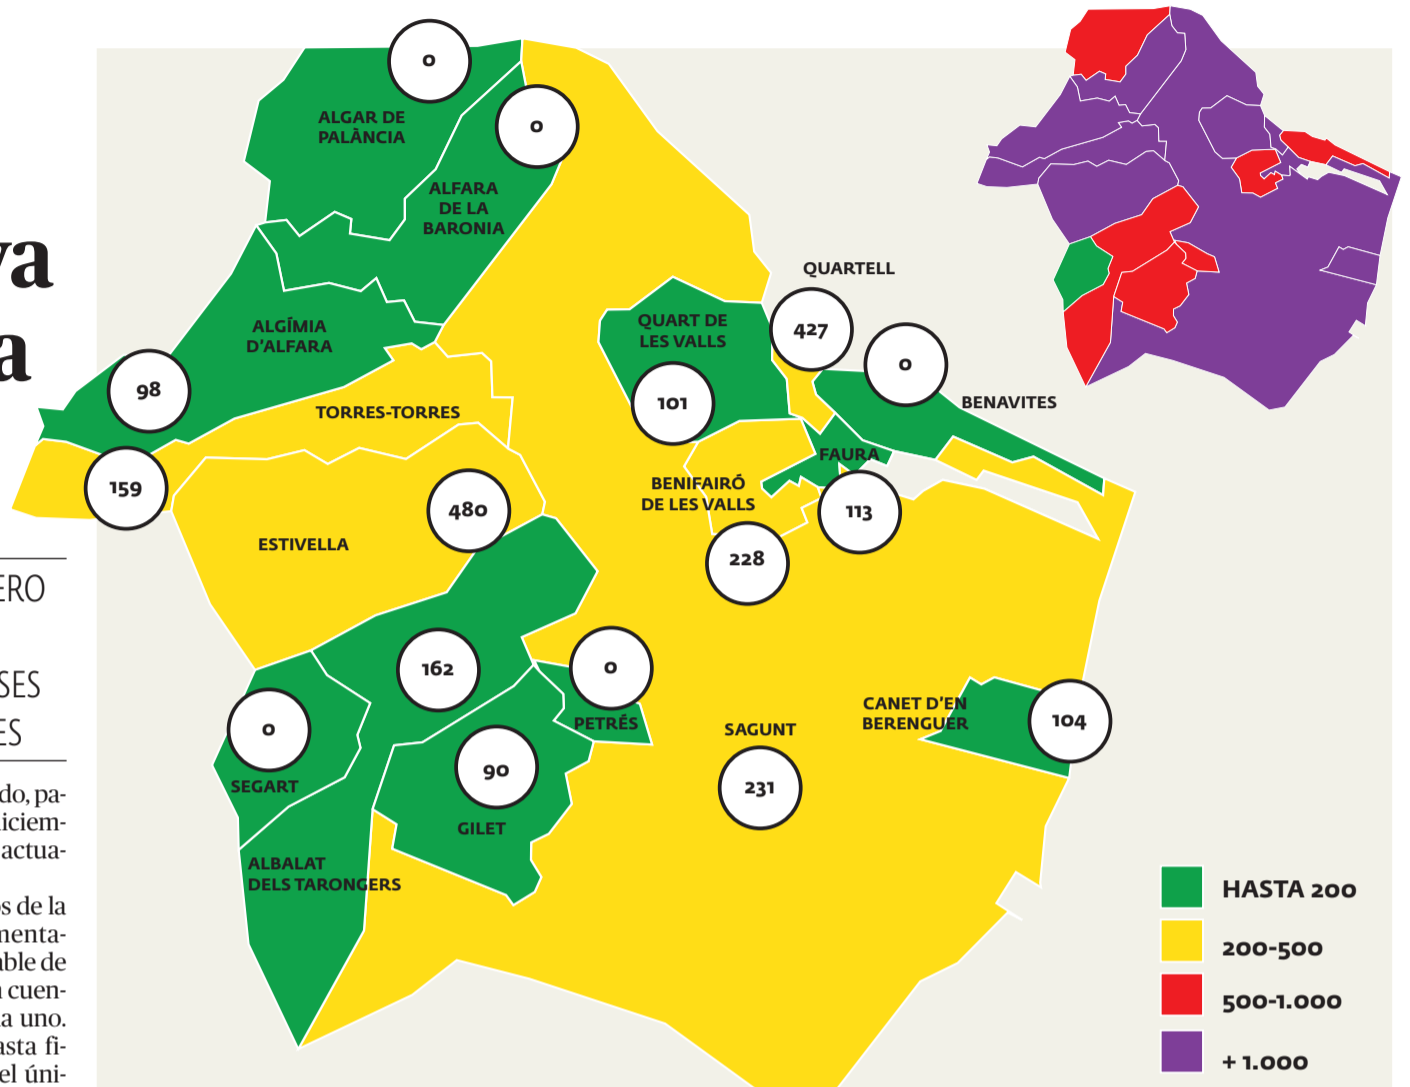 va
a
ERO
SES
ES
do, pa-
iciem-
actua-
s de la
menta-
ble de
cuen-
a uno.
asta fi-
el úni-
0
ALGAR DE
PALÀNCIA
0
ALFARA
DE LA
BARONIA
QUARTELL
427
QUART DE
LES VALLS
ALGÍMIA
D'ALFARA
0
98
101
BENAVITES
TORRES-TORRES
FAURA
159
BENIFAIRÓ
DE LES VALLS
480
113
ESTIVELLA
228
162
0
CANET D'EN
BERENGUER
104
PETRÉS
0
SAGUNT
231
90
SEGART
GILET
ALBALAT
DELS TARONGERS
HASTA 200
200-500
500-1.000
+ 1.000